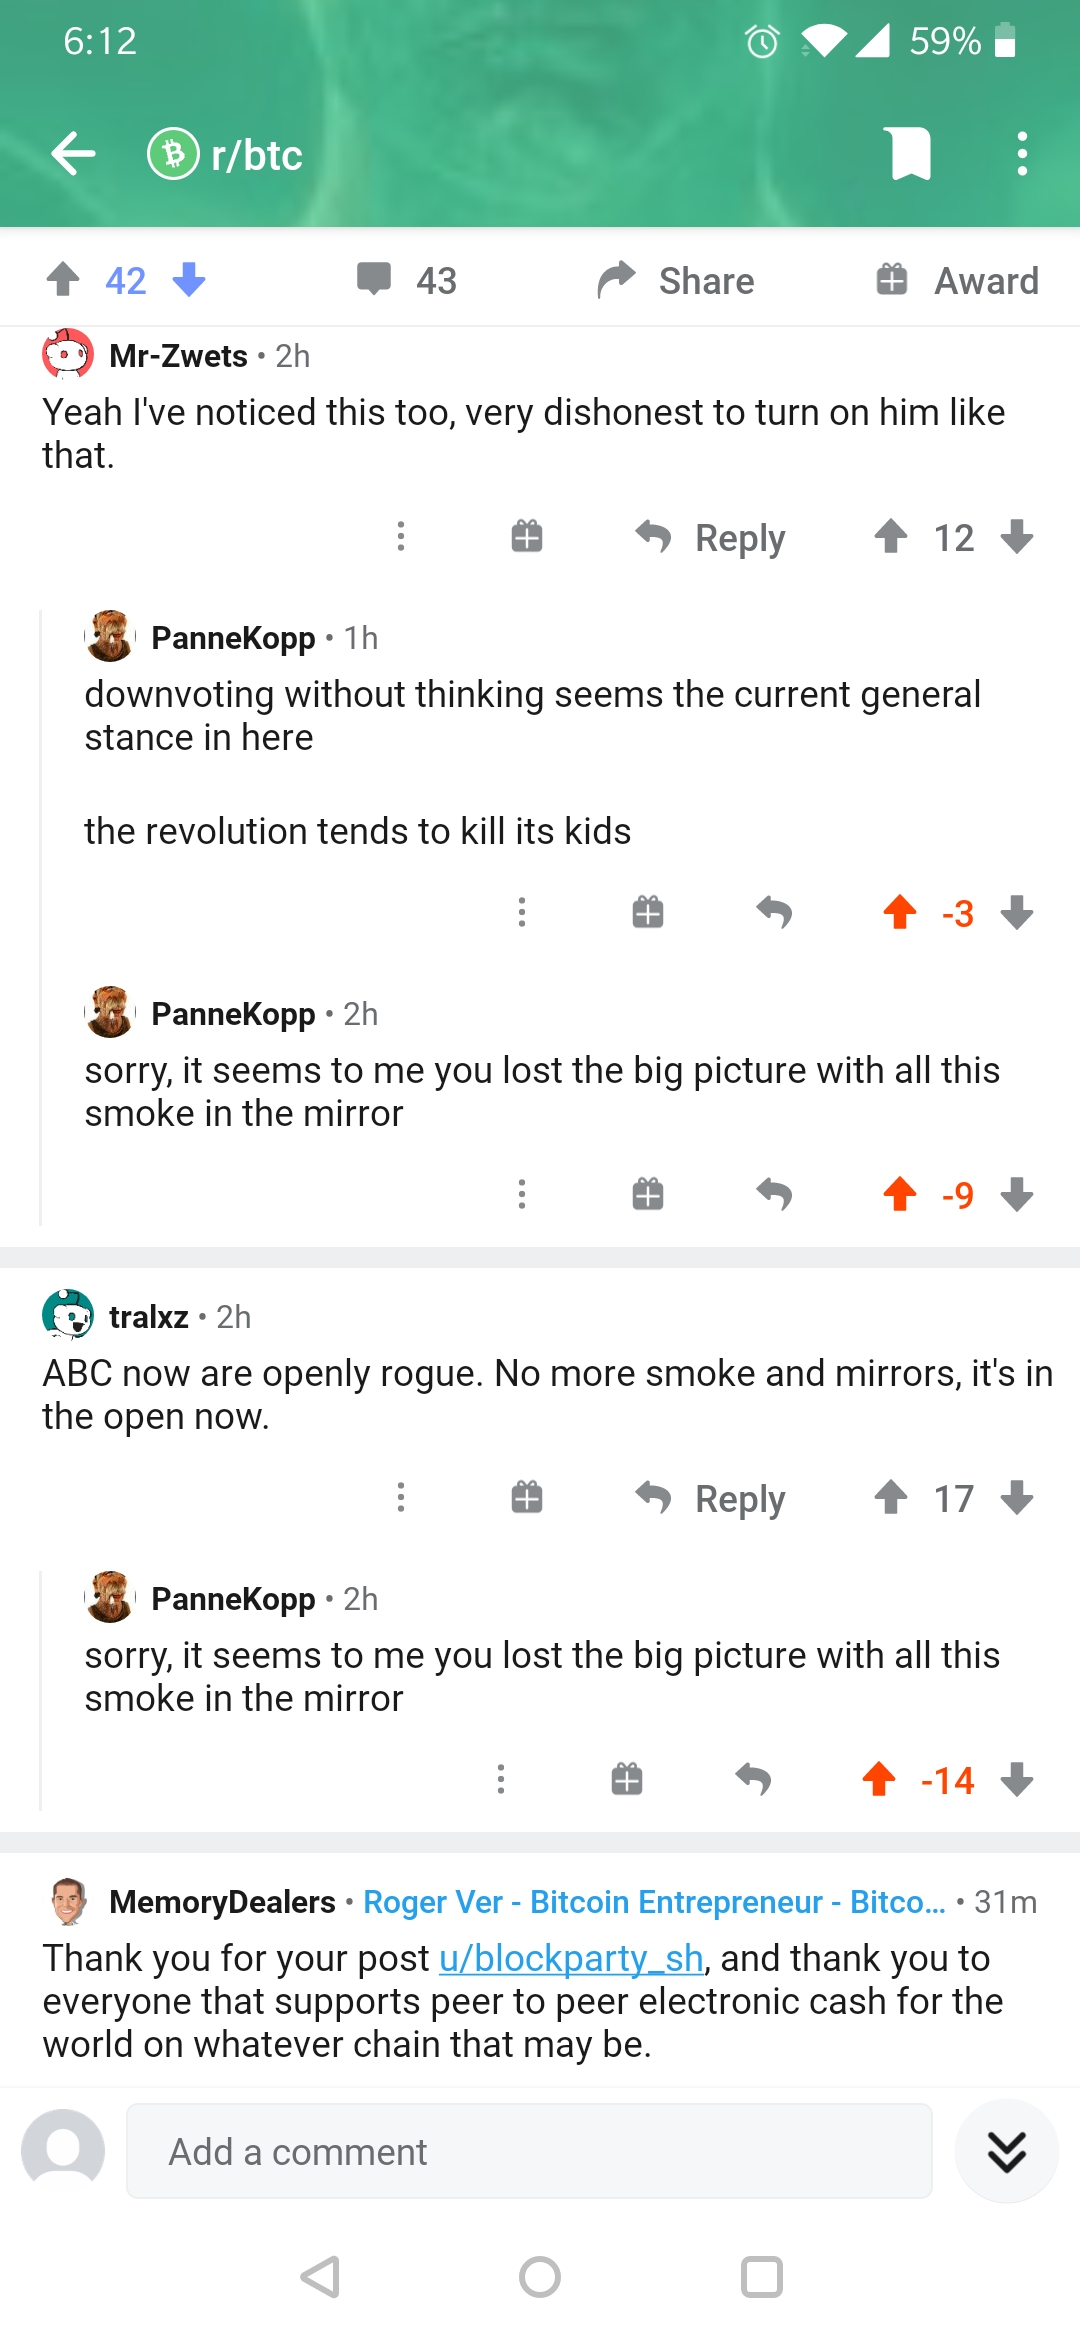 6:12
59%
r/btc
42
43
Share
Award
Mr-Zwets • 2h
Yeah I've noticed this too, very dishonest to turn on him like
that.
Reply
12
PanneKopp • 1h
downvoting without thinking seems the current general
stance in here
the revolution tends to kill its kids
-3
PanneKopp • 2h
sorry, it seems to me you lost the big picture with all this
smoke in the mirror
-9
tralxz • 2h
ABC now are openly rogue. No more smoke and mirrors, it's in
the open now.
Reply
17
PanneKopp • 2h
sorry, it seems to me you lost the big picture with all this
smoke in the mirror
-14
MemoryDealers • Roger Ver - Bitcoin Entrepreneur - Bitco... • 31m
Thank you for your post u/blockparty_sh, and thank you to
everyone that supports peer to peer electronic cash for the
world on whatever chain that may be.
Add a comment